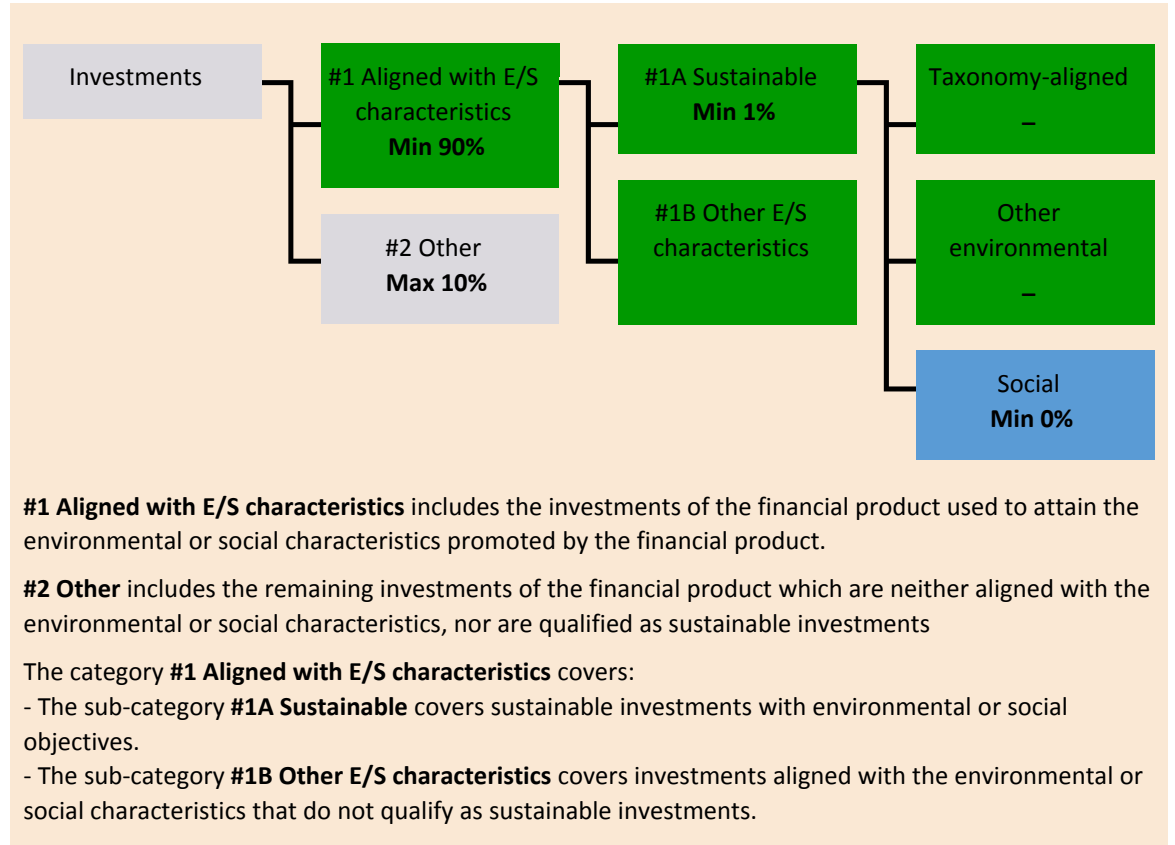 Investments
#1 Aligned with E/S
characteristics
Min 90%
#2 Other
Max 10%
#1A Sustainable
Min 1%
#1B Other E/S
characteristics
Taxonomy-aligned
–
Other
environmental
–
Social
Min 0%
#1 Aligned with E/S characteristics includes the investments of the financial product used to attain the
environmental or social characteristics promoted by the financial product.
#2 Other includes the remaining investments of the financial product which are neither aligned with the
environmental or social characteristics, nor are qualified as sustainable investments
The category #1 Aligned with E/S characteristics covers:
- The sub-category #1A Sustainable covers sustainable investments with environmental or social
objectives.
- The sub-category #1B Other E/S characteristics covers investments aligned with the environmental or
social characteristics that do not qualify as sustainable investments.